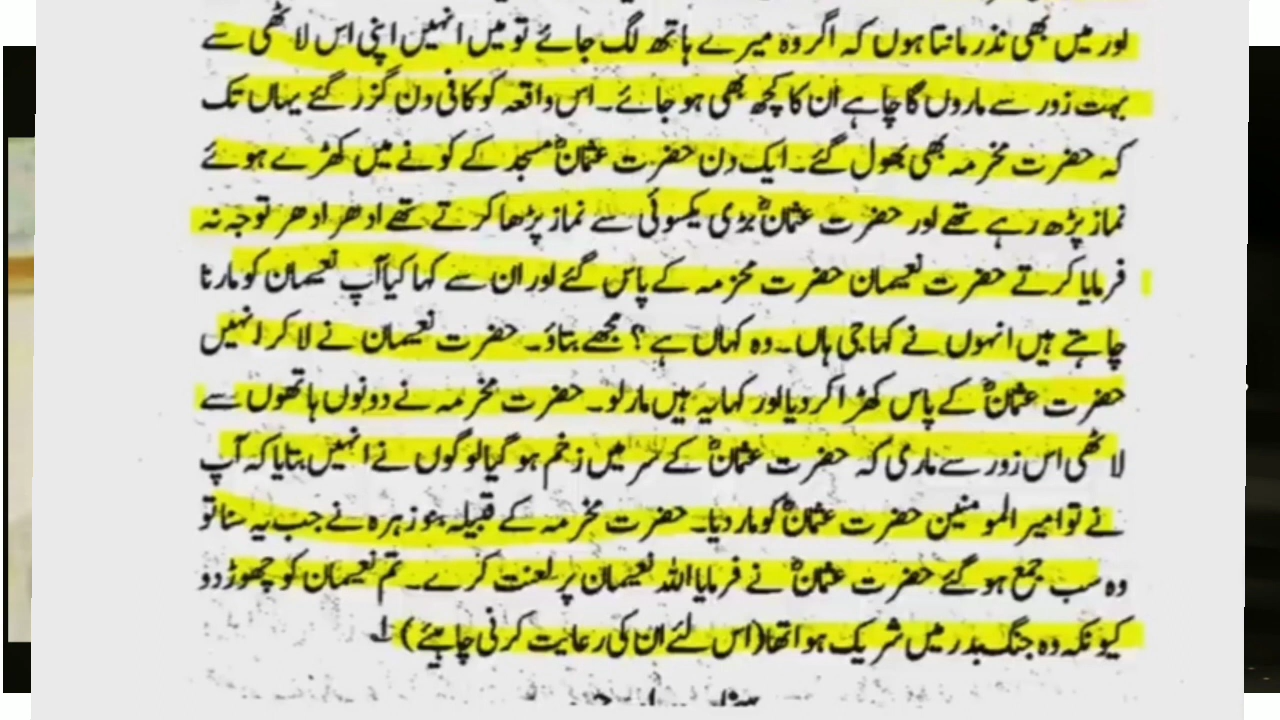 اور میں بھی نذر مانتا ہوں کہ اگر وہ میرے ہاتھ لگ جائے تو میں انہیں اپنی اس لاٹھی سے
بہت زور سے ماروں گا چاہے ان کا کچھ بھی ہو جائے۔ اس واقعہ کو کافی دن گزر گئے یہاں تک
کہ حضرت مخرمہ بھی بھول گئے۔ ایک دن حضرت عثمانؓ مسجد کے کونے میں کھڑے ہوئے
نماز پڑھ رہے تھے اور حضرت عثمانؓ بڑی یکسوئی سے نماز پڑھا کرتے تھے ادھر ادھر توجہ نہ
فرمایا کرتے حضرت نعیمان حضرت مخرمہ کے پاس گئے اور ان سے کہا کیا آپ نعیمان کو مارنا
چاہتے ہیں انہوں نے کہا جی ہاں۔ وہ کہاں ہے؟ مجھے بتاؤ۔ حضرت نعیمان نے لا کر انہیں
حضرت عثمانؓ کے پاس کھڑا کر دیا اور کہا یہ ہیں مار لو۔ حضرت مخرمہ نے دونوں ہاتھوں سے
لاٹھی اس زور سے ماری کہ حضرت عثمانؓ کے سر میں زخم ہو گیا لوگوں نے انہیں بتایا کہ آپ
نے تو امیر المومنین حضرت عثمانؓ کو مار دیا۔ حضرت مخرمہ کے قبیلہ بنو زہرہ نے جب یہ سنا تو
وہ سب جمع ہو گئے حضرت عثمانؓ نے فرمایا اللہ نعیمان پر لعنت کرے۔ تم نعیمان کو چھوڑ دو
کیونکہ وہ جنگ بدر میں شریک ہوا تھا (اس لئے ان کی رعایت کرنی چاہیئے) ؎۱